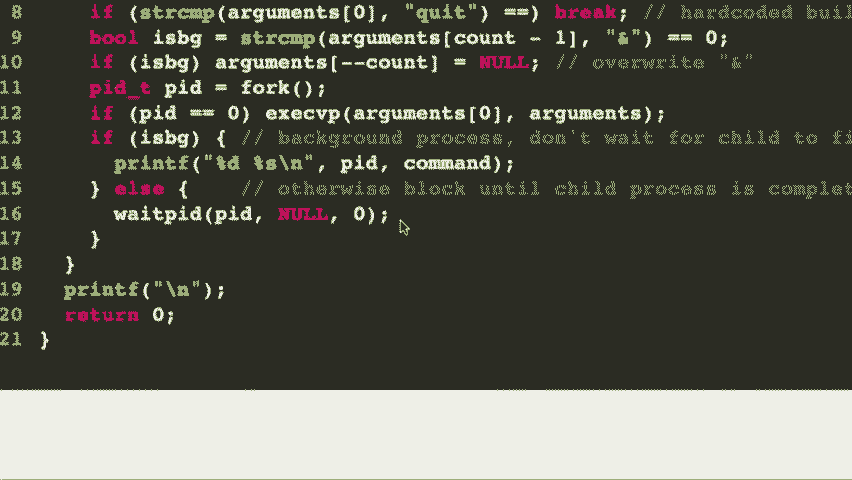 8 if (strcmp(arguments[0], "quit") ==) break; // hardcoded buil
9 bool isbg = strcmp(arguments[count - 1], "&") == 0;
10 if (isbg) arguments[--count] = NULL; // overwrite "&"
11 pid_t pid = fork();
12 if (pid == 0) execvp(arguments[0], arguments);
13 if (isbg) { // background process, don't wait for child to fi
14 printf("%d %s\n", pid, command);
15 } else { // otherwise block until child process is complet
16 waitpid(pid, NULL, 0);
17 }
18 }
19 printf("\n");
20 return 0;
21 }